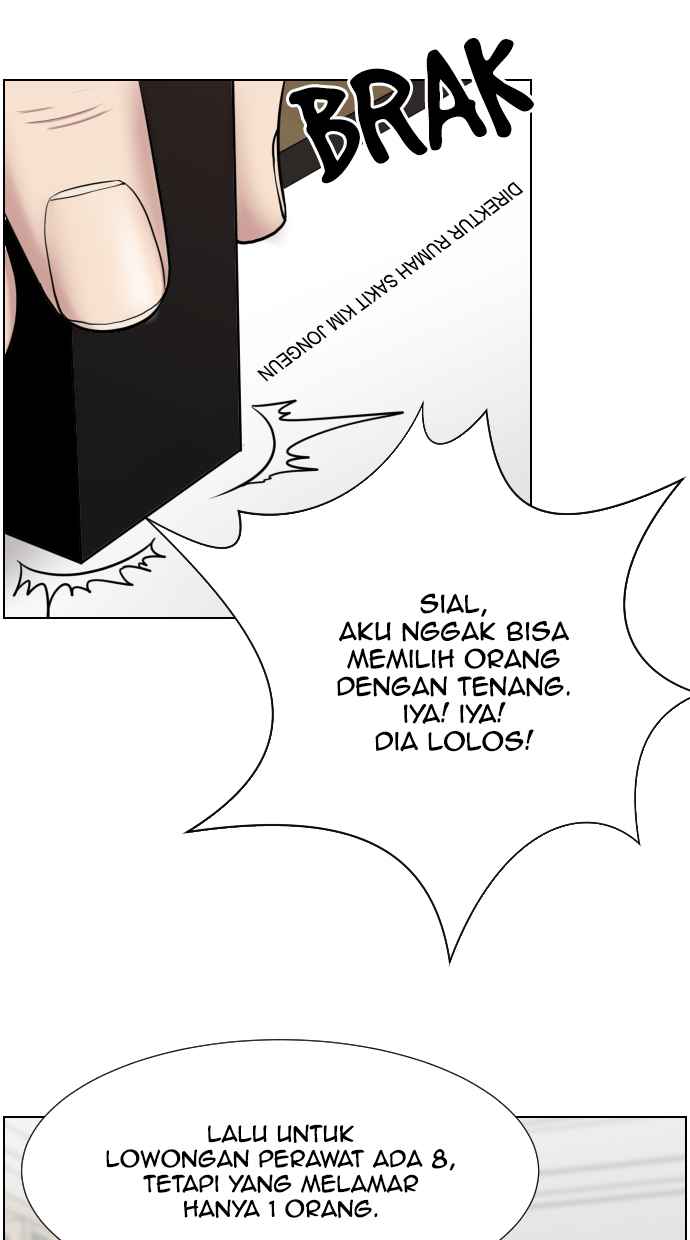 BRAK
DIREKTUR RUMAH SAKIT KIM JONGEUN
SIAL,
AKU NGGAK BISA
MEMILIH ORANG
DENGAN TENANG.
IYA! IYA!
DIA LOLOS!
LALU UNTUK
LOWONGAN PERAWAT ADA 8,
TETAPI YANG MELAMAR
HANYA 1 ORANG.